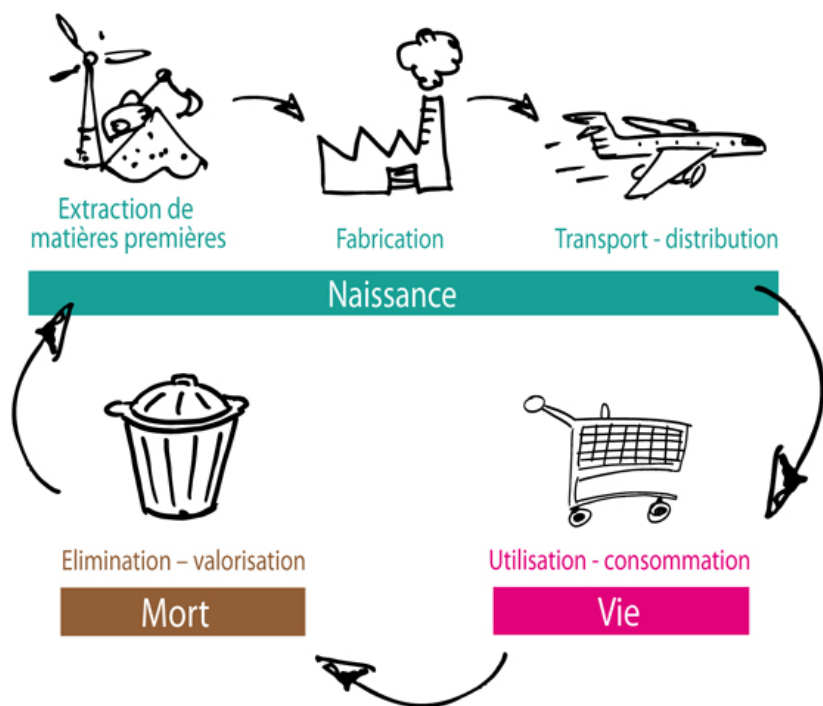 Extraction de
matières premières
Fabrication
Transport - distribution
Naissance
Elimination – valorisation
Mort
Utilisation - consommation
Vie